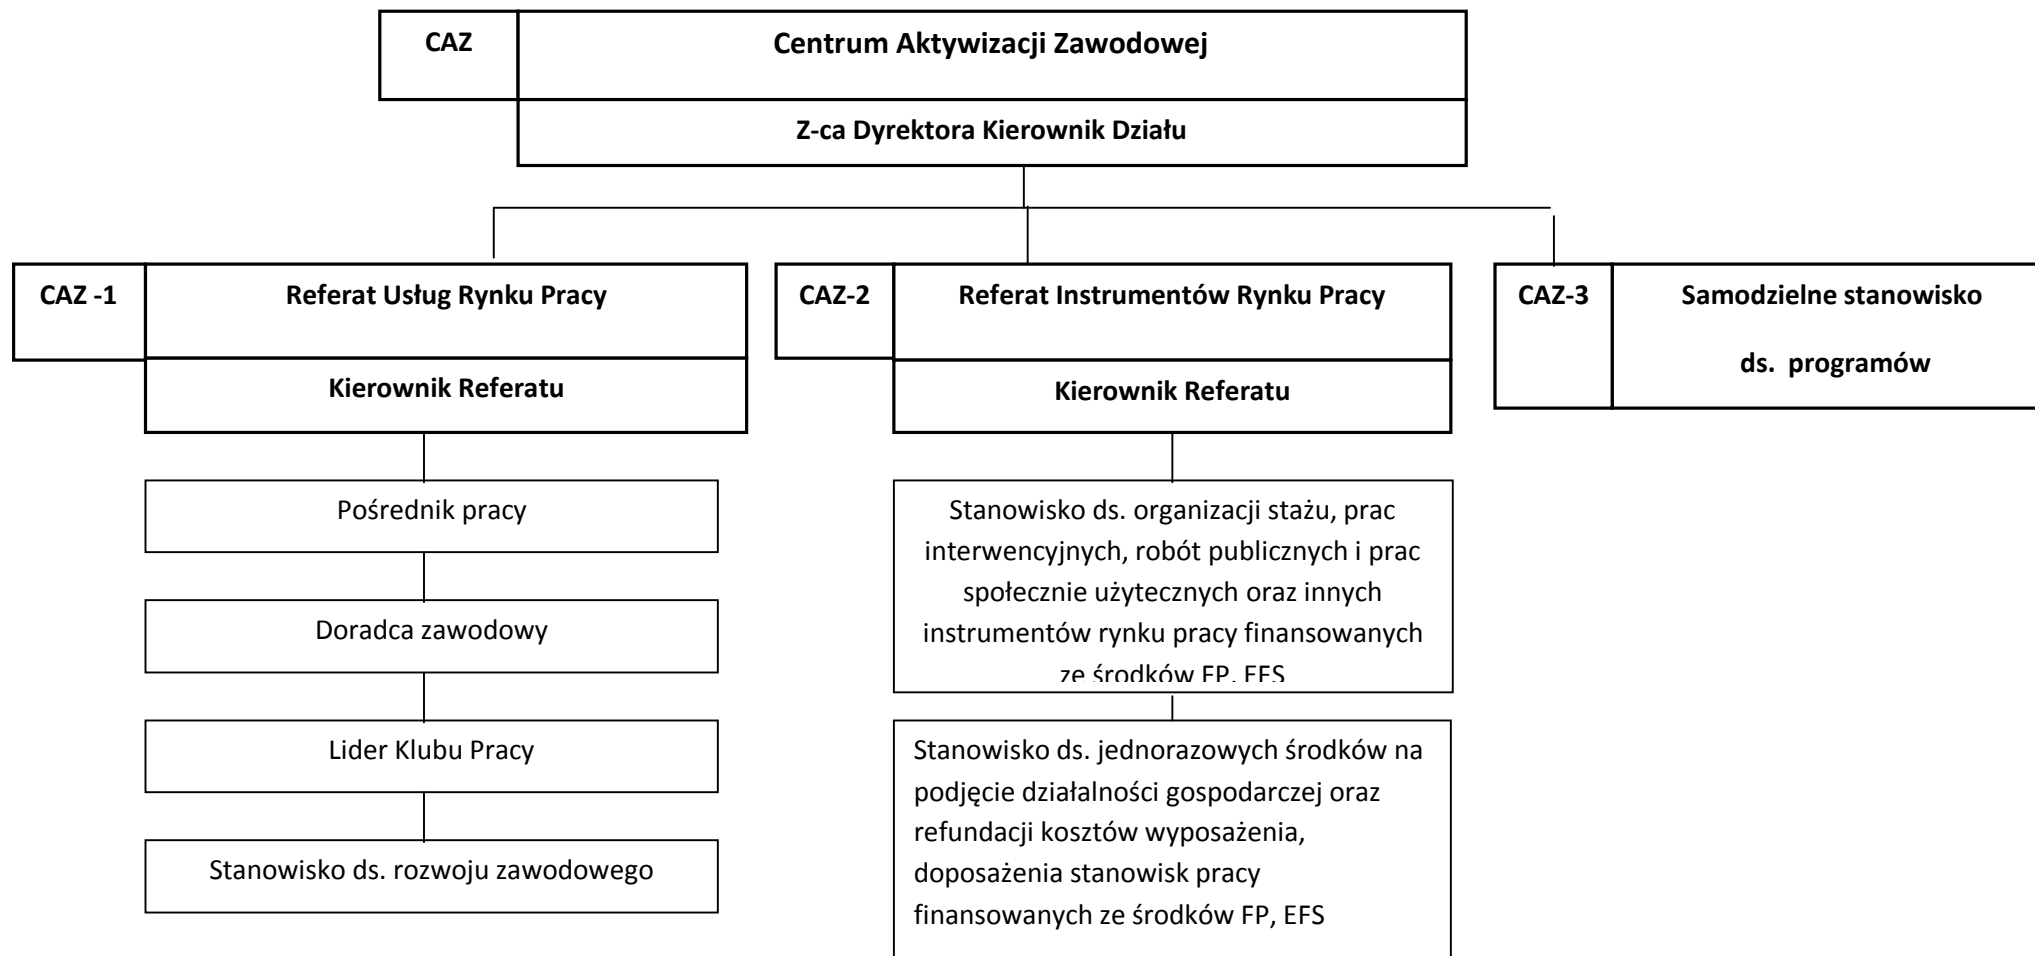 CAZ
Centrum Aktywizacji Zawodowej
Z-ca Dyrektora Kierownik Działu
CAZ -1
Referat Usług Rynku Pracy
Kierownik Referatu
Pośrednik pracy
Doradca zawodowy
Lider Klubu Pracy
Stanowisko ds. rozwoju zawodowego
CAZ-2
Referat Instrumentów Rynku Pracy
Kierownik Referatu
Stanowisko ds. organizacji stażu, prac
interwencyjnych, robót publicznych i prac
społecznie użytecznych oraz innych
instrumentów rynku pracy finansowanych
ze środków FP, EFS
Stanowisko ds. jednorazowych środków na
podjęcie działalności gospodarczej oraz
refundacji kosztów wyposażenia,
doposażenia stanowisk pracy
finansowanych ze środków FP, EFS
CAZ-3
Samodzielne stanowisko
ds. programów